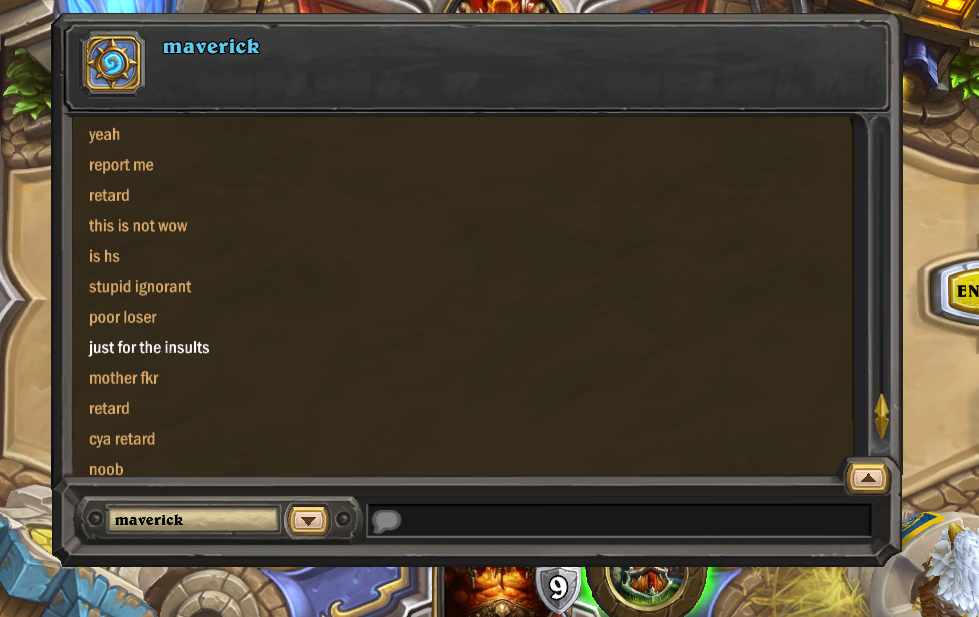 maverick
yeah
report me
retard
this is not wow
is hs
stupid ignorant
poor loser
just for the insults
mother fkr
retard
cya retard
noob
EN
maverick
9